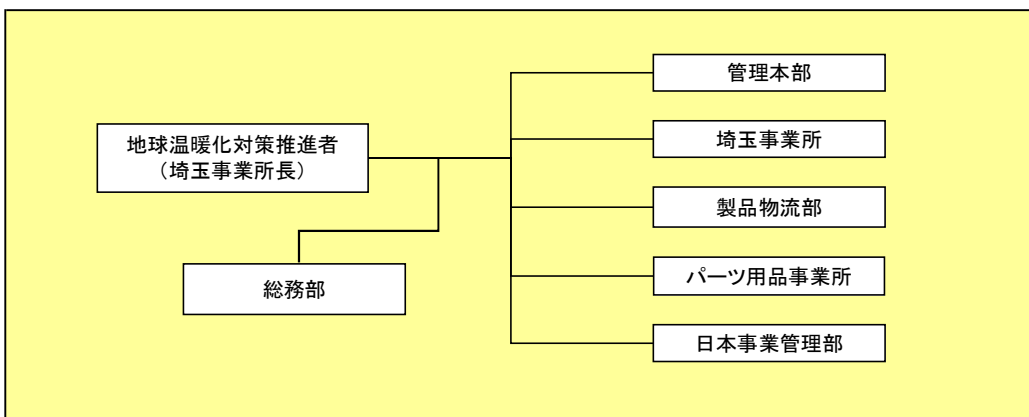 地球温暖化対策推進者
（埼玉事業所長）
総務部
管理本部
埼玉事業所
製品物流部
パーツ用品事業所
日本事業管理部